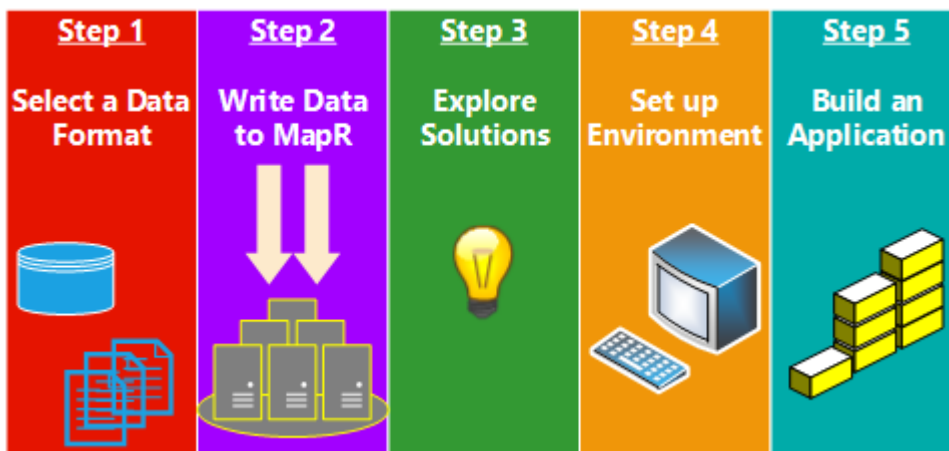 Step 1
Select a Data
Format
Step 2
Write Data
to MapR
Step 3
Explore
Solutions
Step 4
Set up
Environment
Step 5
Build an
Application